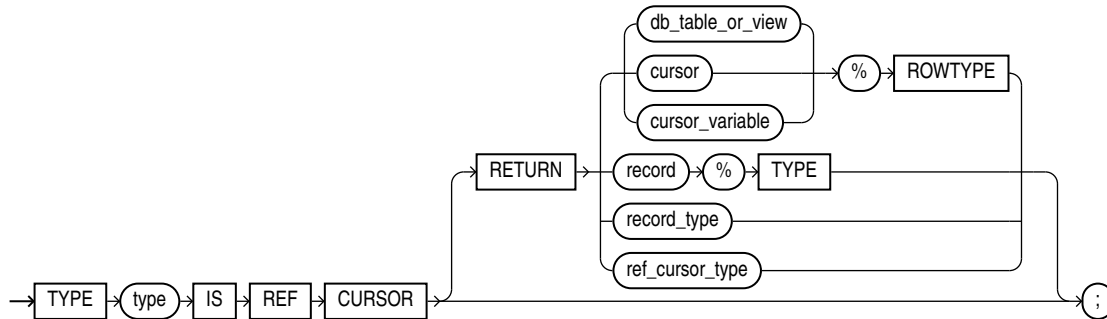 db_table_or_view
cursor % ROWTYPE
cursor_variable
RETURN record % TYPE
record_type
ref_cursor_type
TYPE type IS REF CURSOR ;